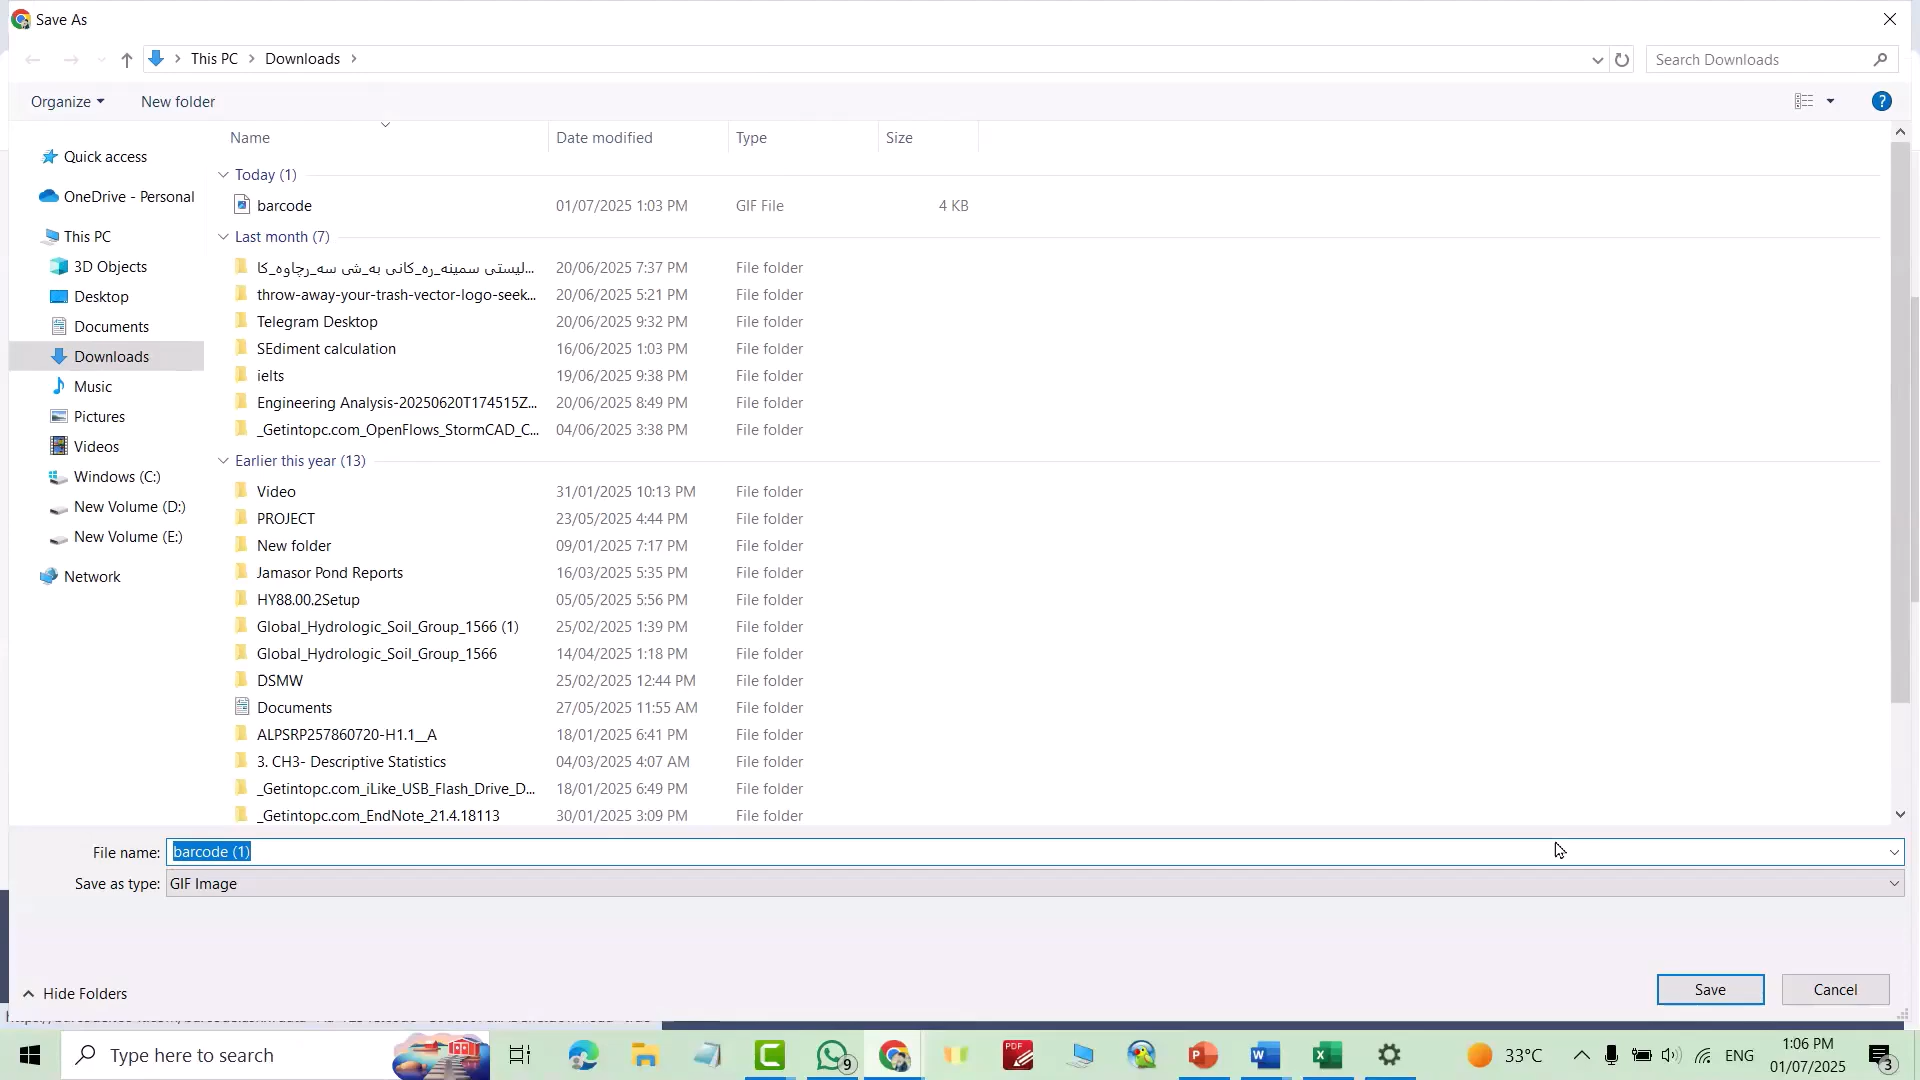 Save As
This PC > Downloads >
Search Downloads
Organize
New folder
Name Date modified Type Size
Quick access
OneDrive - Personal
This PC
3D Objects
Desktop
Documents
Downloads
Music
Pictures
Videos
Windows (C:)
New Volume (D:)
New Volume (E:)
Network
Today (1)
barcode 01/07/2025 1:03 PM GIF File 4 KB
Last month (7)
لیستی سمینه_ره_کانی به_شی سه_رچاوه_کا... 20/06/2025 7:37 PM File folder
throw-away-your-trash-vector-logo-seek... 20/06/2025 5:21 PM File folder
Telegram Desktop 20/06/2025 9:32 PM File folder
SEdiment calculation 16/06/2025 1:03 PM File folder
ielts 19/06/2025 9:38 PM File folder
Engineering Analysis-20250620T174515Z... 20/06/2025 8:49 PM File folder
_Getintopc.com_OpenFlows_StormCAD_C... 04/06/2025 3:38 PM File folder
Earlier this year (13)
Video 31/01/2025 10:13 PM File folder
PROJECT 23/05/2025 4:44 PM File folder
New folder 09/01/2025 7:17 PM File folder
Jamasor Pond Reports 16/03/2025 5:35 PM File folder
HY88.00.2Setup 05/05/2025 5:56 PM File folder
Global_Hydrologic_Soil_Group_1566 (1) 25/02/2025 1:39 PM File folder
Global_Hydrologic_Soil_Group_1566 14/04/2025 1:18 PM File folder
DSMW 25/02/2025 12:44 PM File folder
Documents 27/05/2025 11:55 AM File folder
ALPSRP257860720-H1.1__A 18/01/2025 6:41 PM File folder
3. CH3- Descriptive Statistics 04/03/2025 4:07 AM File folder
_Getintopc.com_iLike_USB_Flash_Drive_D... 18/01/2025 6:49 PM File folder
_Getintopc.com_EndNote_21.4.18113 30/01/2025 3:09 PM File folder
File name: barcode (1)
Save as type: GIF Image
Hide Folders
Save
Cancel
Type here to search
9
PDF
33°C
ENG
1:06 PM
01/07/2025
3